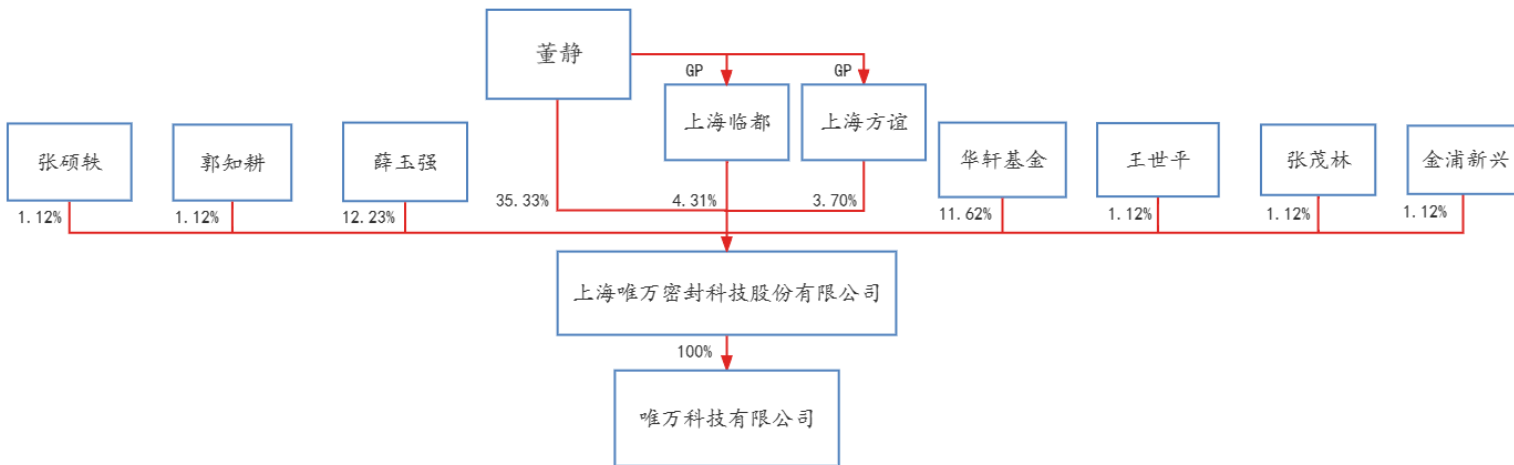 董静
GP
GP
上海临都
上海方谊
张硕轶
郭知耕
薛玉强
华轩基金
王世平
张茂林
金浦新兴
35.33%
4.31%
3.70%
1.12%
1.12%
12.23%
11.62%
1.12%
1.12%
1.12%
上海唯万密封科技股份有限公司
100%
唯万科技有限公司